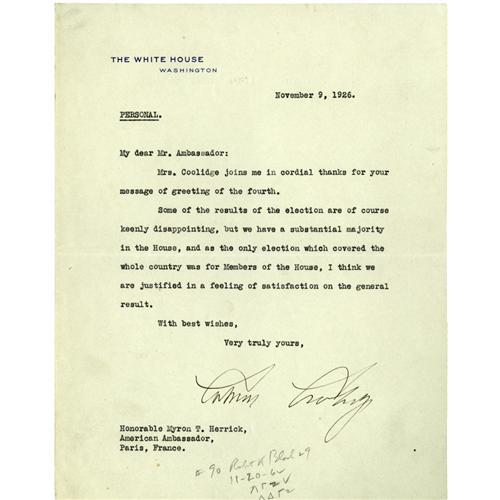 THE WHITE HOUSE
WASHINGTON
November 9, 1926.
PERSONAL.
My dear Mr. Ambassador:
Mrs. Coolidge joins me in cordial thanks for your
message of greeting of the fourth.
Some of the results of the election are of course
keenly disappointing, but we have a substantial majority
in the House, and as the only election which covered the
whole country was for Members of the House, I think we
are justified in a feeling of satisfaction on the general
result.
With best wishes,
Very truly yours,
Calvin Coolidge
Honorable Myron T. Herrick,
American Ambassador,
Paris, France.
# 90
11-20-62